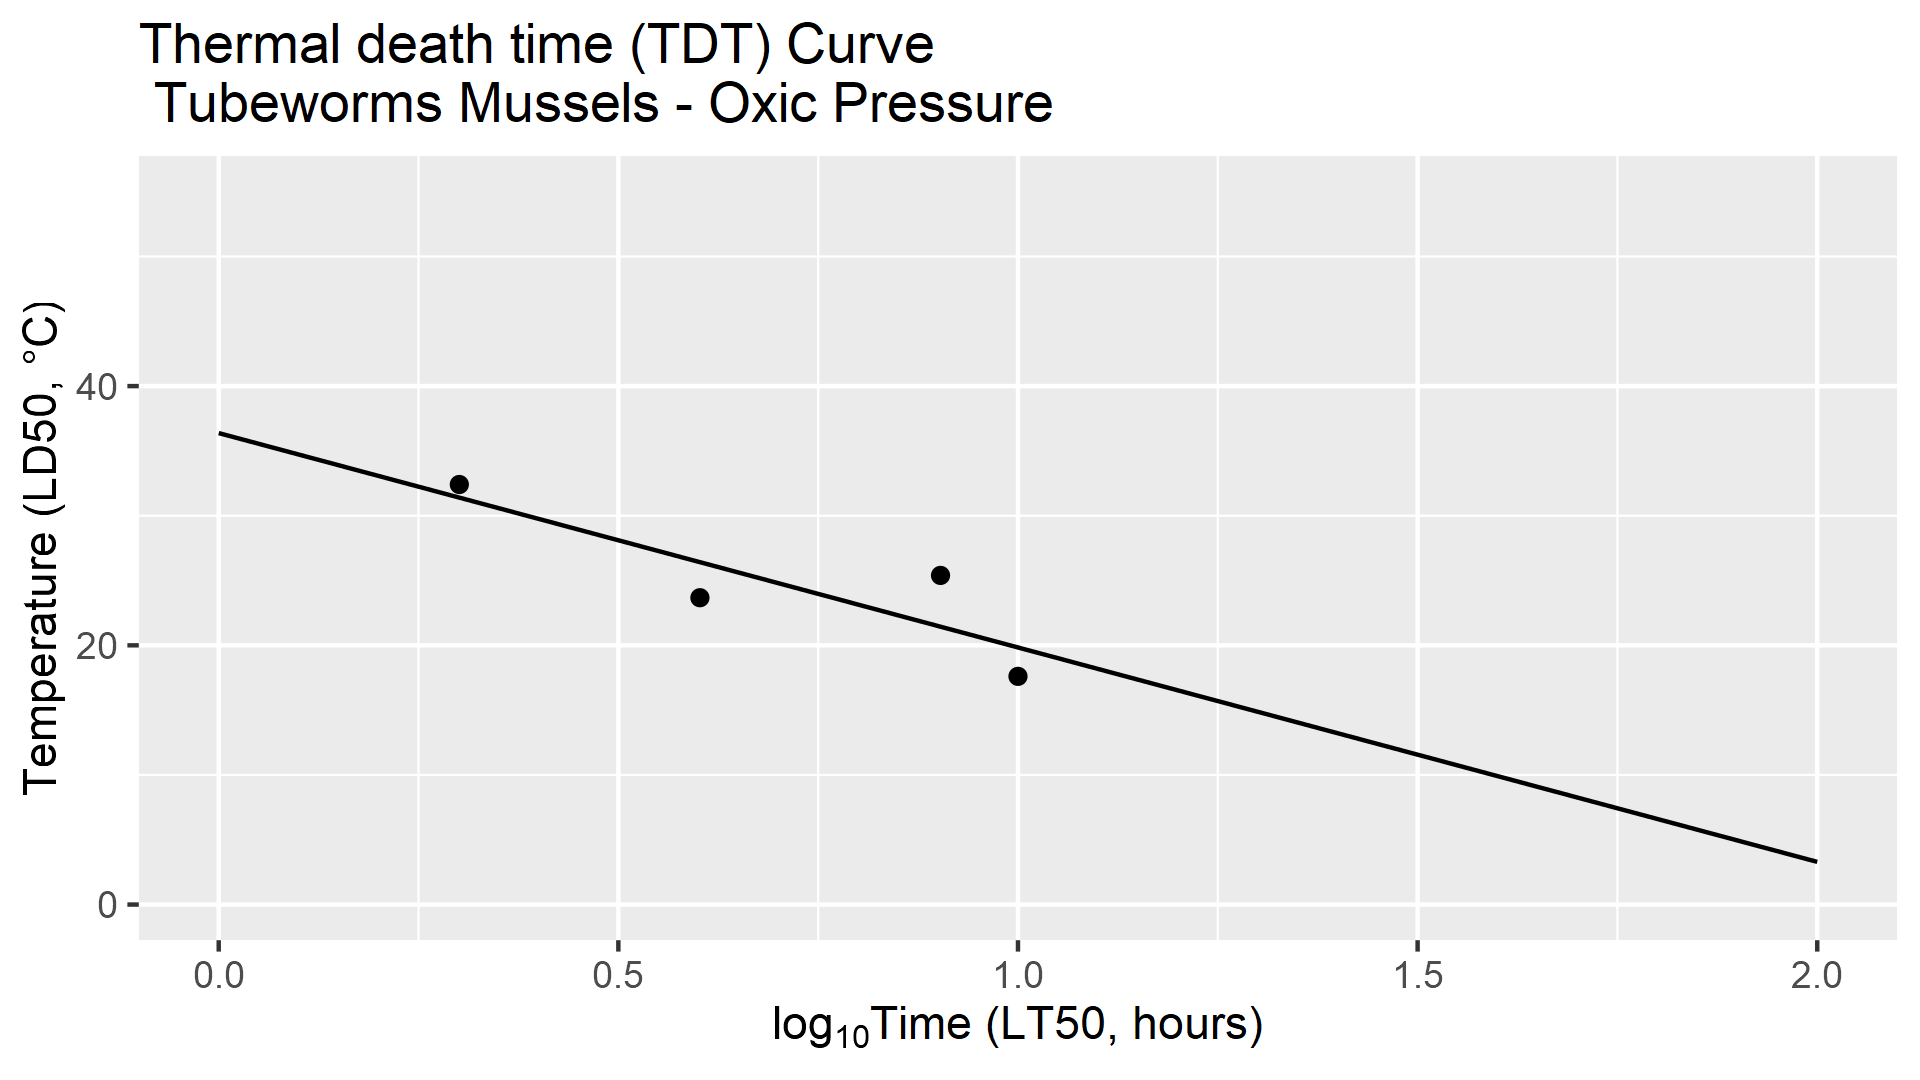 Thermal death time (TDT) Curve
Tubeworms Mussels - Oxic Pressure
Temperature (LD50, °C)
40
20
0
0.0 0.5 1.0 1.5 2.0
log₁₀Time (LT50, hours)